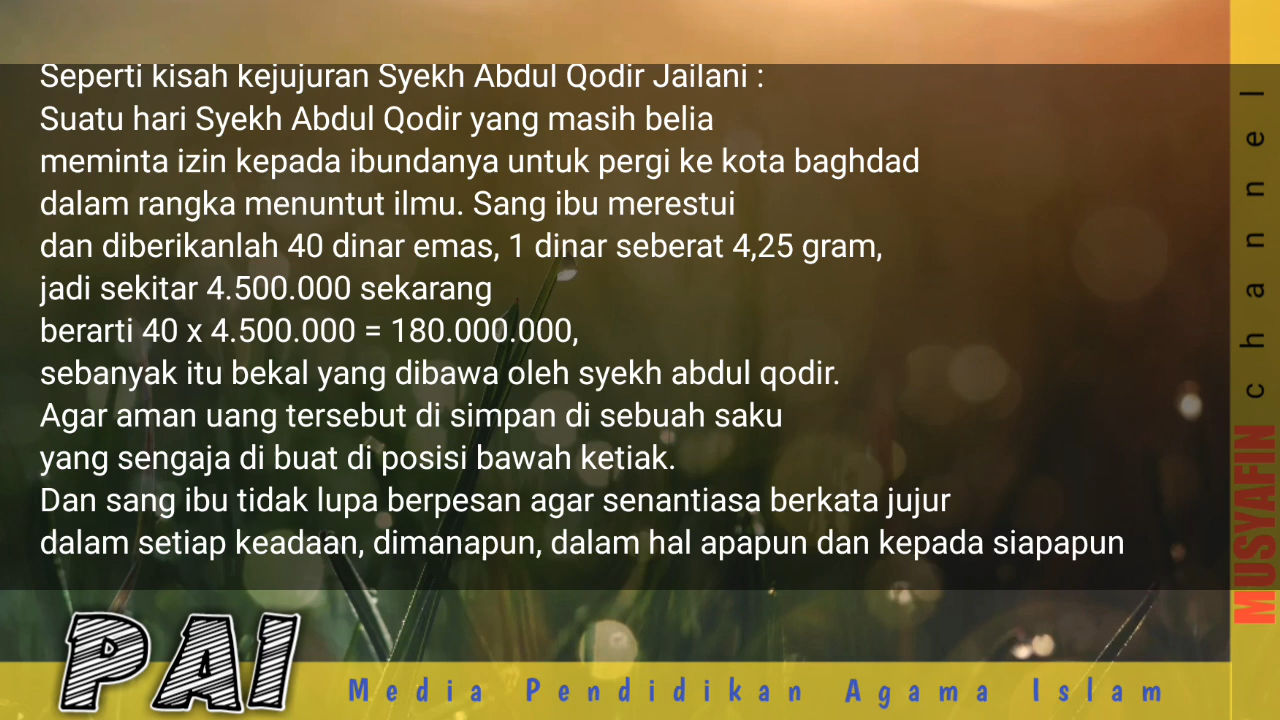 Seperti kisah kejujuran Syekh Abdul Qodir Jailani :
Suatu hari Syekh Abdul Qodir yang masih belia
meminta izin kepada ibundanya untuk pergi ke kota baghdad
dalam rangka menuntut ilmu. Sang ibu merestui
dan diberikanlah 40 dinar emas, 1 dinar seberat 4,25 gram,
jadi sekitar 4.500.000 sekarang
berarti 40 x 4.500.000 = 180.000.000,
sebanyak itu bekal yang dibawa oleh syekh abdul qodir.
Agar aman uang tersebut di simpan di sebuah saku
yang sengaja di buat di posisi bawah ketiak.
Dan sang ibu tidak lupa berpesan agar senantiasa berkata jujur
dalam setiap keadaan, dimanapun, dalam hal apapun dan kepada siapapun
MUSYAFIN channel
PAI
Media Pendidikan Agama Islam